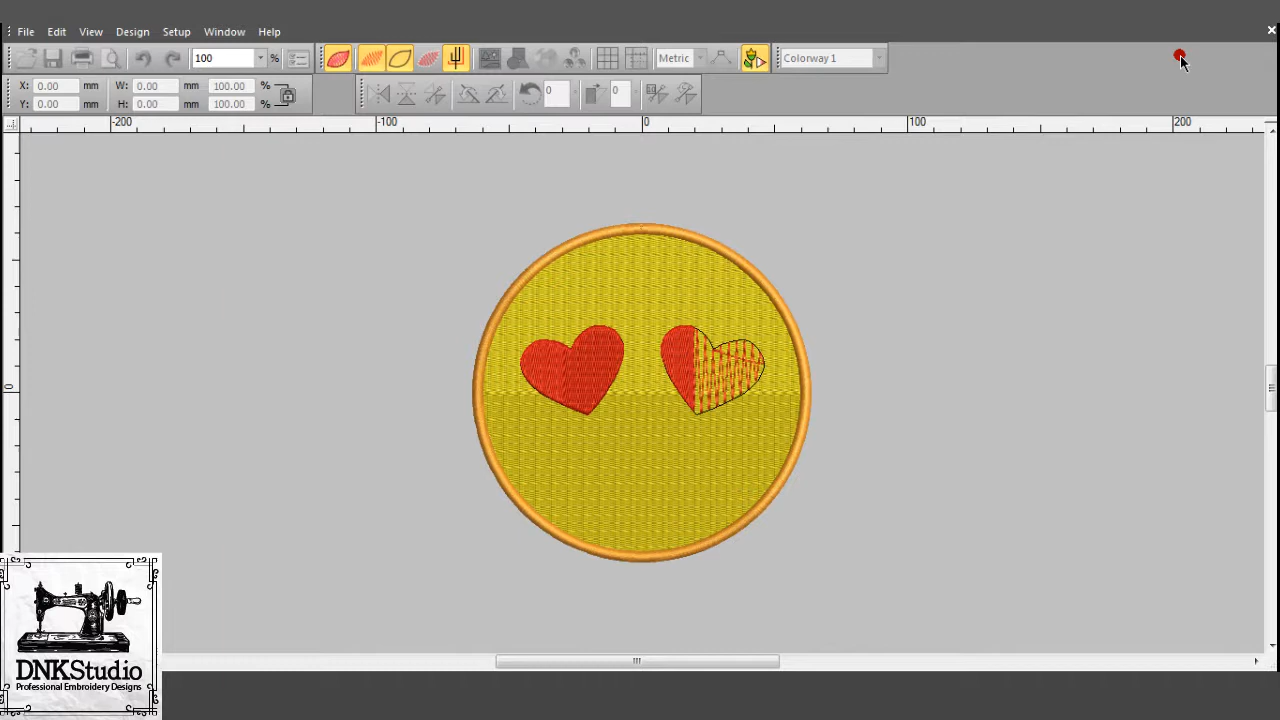 File Edit View Design Setup Window Help
100 % Metric Colorway 1
X: 0.00 mm W: 0.00 mm 100.00 % 0 0
Y: 0.00 mm H: 0.00 mm 100.00 %
-200 -100 0 100 200
0
DNKStudio
Professional Embroidery Designs